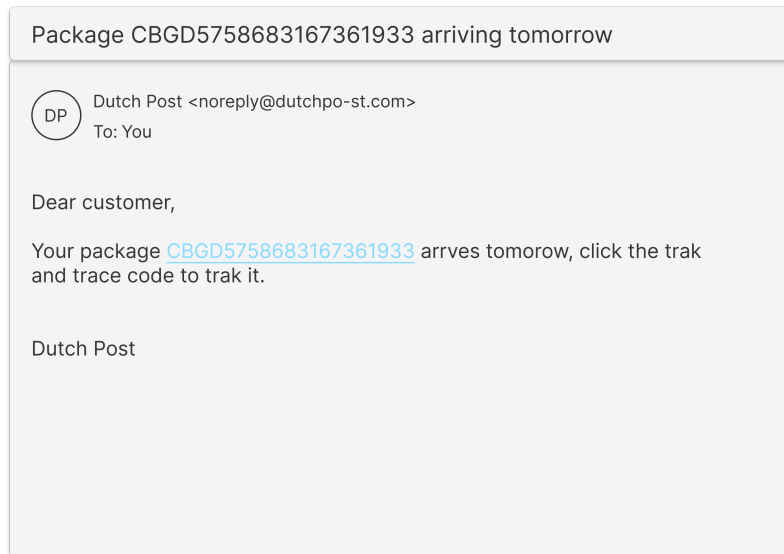 Package CBGD5758683167361933 arriving tomorrow
DP
Dutch Post <noreply@dutchpo-st.com>
To: You
Dear customer,
Your package CBGD5758683167361933 arrves tomorow, click the trak
and trace code to trak it.
Dutch Post